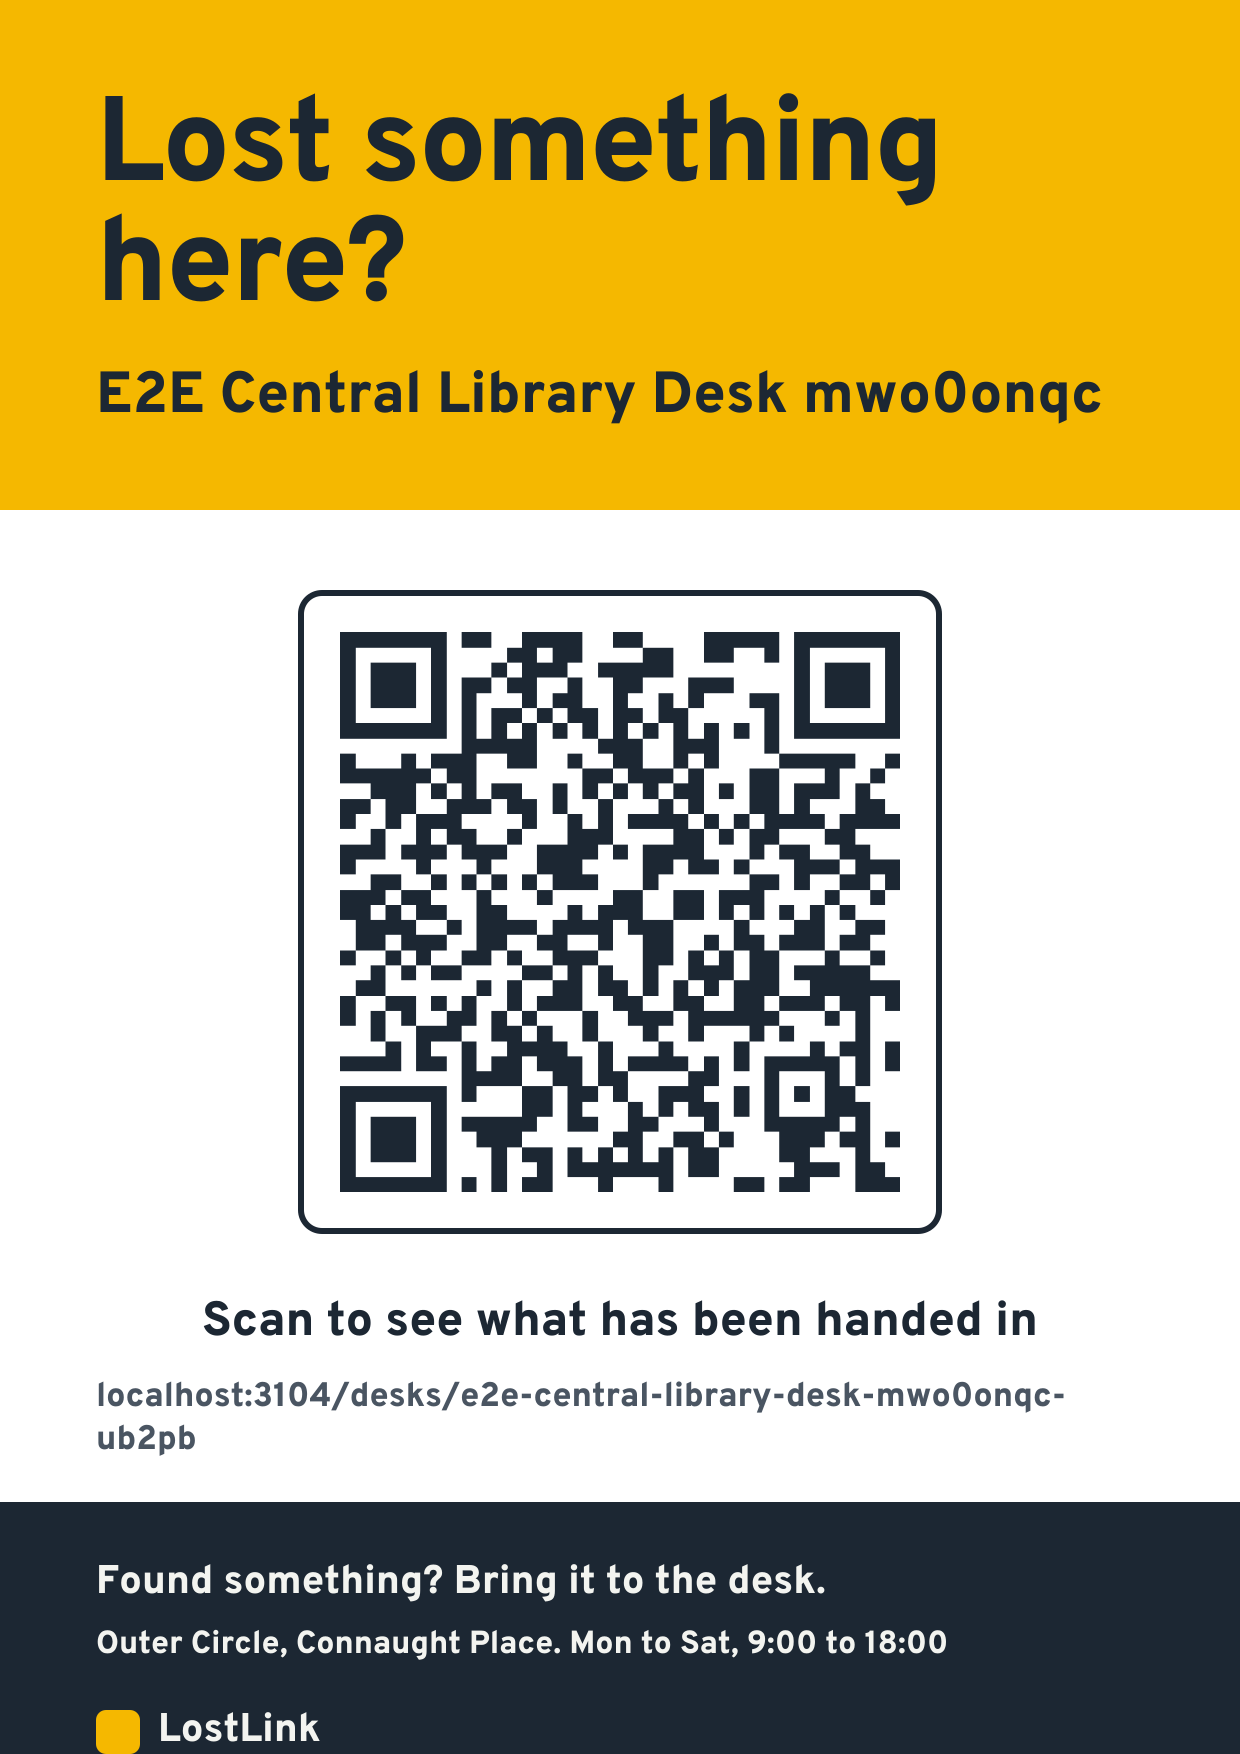 Lost something
here?
E2E Central Library Desk mwo0onqc
Scan to see what has been handed in
localhost:3104/desks/e2e-central-library-desk-mwo0onqc-
ub2pb
Found something? Bring it to the desk.
Outer Circle, Connaught Place. Mon to Sat, 9:00 to 18:00
LostLink